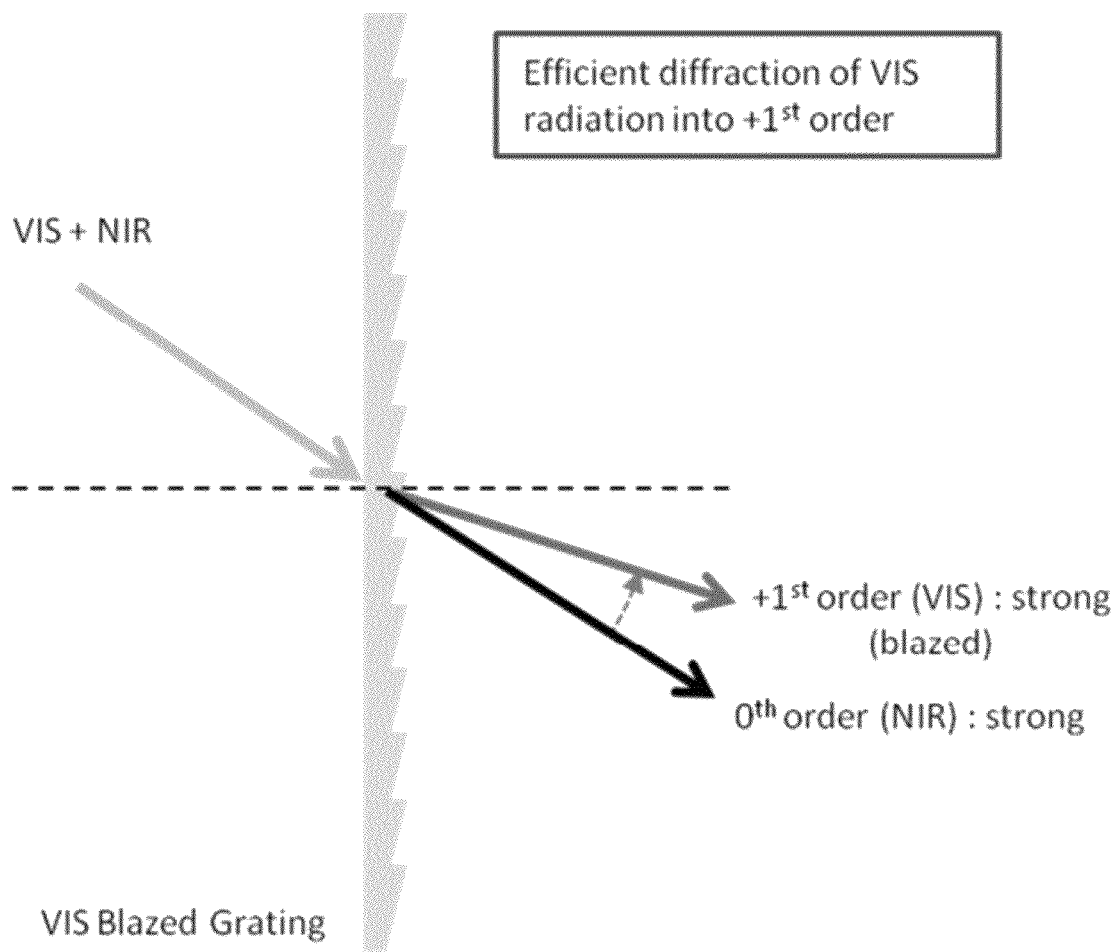 Efficient diffraction of VIS
radiation into +1st order
VIS + NIR
+1st order (VIS) : strong
(blazed)
0th order (NIR) : strong
VIS Blazed Grating